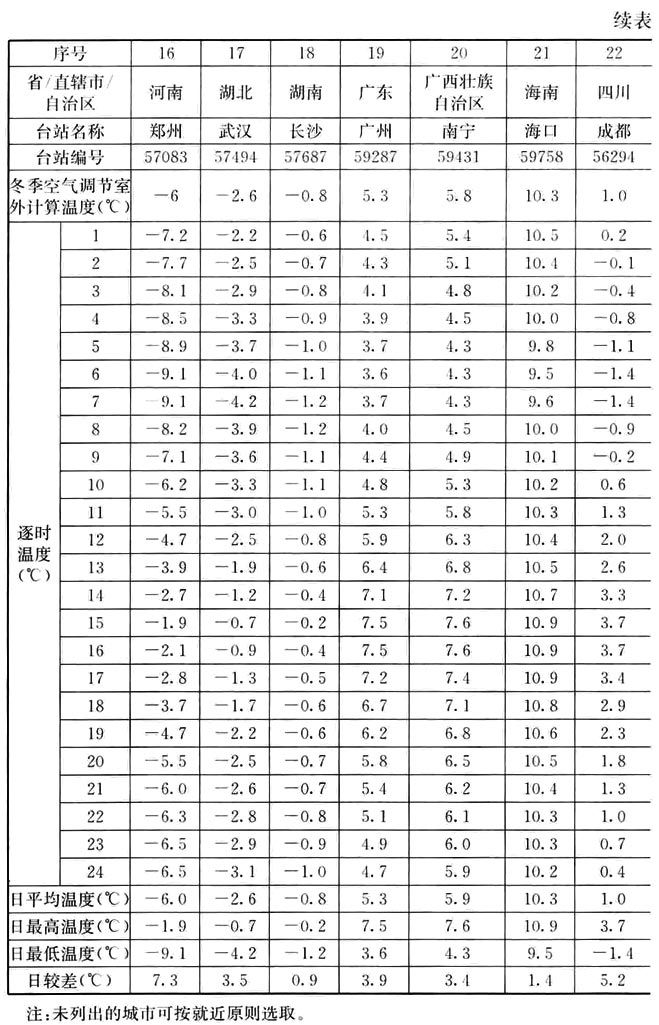 续表
序号 16 17 18 19 20 21 22
省/直辖市/自治区 河南 湖北 湖南 广东 广西壮族自治区 海南 四川
台站名称 郑州 武汉 长沙 广州 南宁 海口 成都
台站编号 57083 57494 57687 59287 59431 59758 56294
冬季空气调节室外计算温度(℃) −6 −2.6 −0.8 5.3 5.8 10.3 1.0
逐时温度(℃)
1 −7.2 −2.2 −0.6 4.5 5.4 10.5 0.2
2 −7.7 −2.5 −0.7 4.3 5.1 10.4 −0.1
3 −8.1 −2.9 −0.8 4.1 4.8 10.2 −0.4
4 −8.5 −3.3 −0.9 3.9 4.5 10.0 −0.8
5 −8.9 −3.7 −1.0 3.7 4.3 9.8 −1.1
6 −9.1 −4.0 −1.1 3.6 4.3 9.5 −1.4
7 −9.1 −4.2 −1.2 3.7 4.3 9.6 −1.4
8 −8.2 −3.9 −1.2 4.0 4.5 10.0 −0.9
9 −7.1 −3.6 −1.1 4.4 4.9 10.1 −0.2
10 −6.2 −3.3 −1.1 4.8 5.3 10.2 0.6
11 −5.5 −3.0 −1.0 5.3 5.8 10.3 1.3
12 −4.7 −2.5 −0.8 5.9 6.3 10.4 2.0
13 −3.9 −1.9 −0.6 6.4 6.8 10.5 2.6
14 −2.7 −1.2 −0.4 7.1 7.2 10.7 3.3
15 −1.9 −0.7 −0.2 7.5 7.6 10.9 3.7
16 −2.1 −0.9 −0.4 7.5 7.6 10.9 3.7
17 −2.8 −1.3 −0.5 7.2 7.4 10.9 3.4
18 −3.7 −1.7 −0.6 6.7 7.1 10.8 2.9
19 −4.7 −2.2 −0.6 6.2 6.8 10.6 2.3
20 −5.5 −2.5 −0.7 5.8 6.5 10.5 1.8
21 −6.0 −2.6 −0.7 5.4 6.2 10.4 1.3
22 −6.3 −2.8 −0.8 5.1 6.1 10.3 1.0
23 −6.5 −2.9 −0.9 4.9 6.0 10.3 0.7
24 −6.5 −3.1 −1.0 4.7 5.9 10.2 0.4
日平均温度(℃) −6.0 −2.6 −0.8 5.3 5.9 10.3 1.0
日最高温度(℃) −1.9 −0.7 −0.2 7.5 7.6 10.9 3.7
日最低温度(℃) −9.1 −4.2 −1.2 3.6 4.3 9.5 −1.4
日较差(℃) 7.3 3.5 0.9 3.9 3.4 1.4 5.2
注:未列出的城市可按就近原则选取。